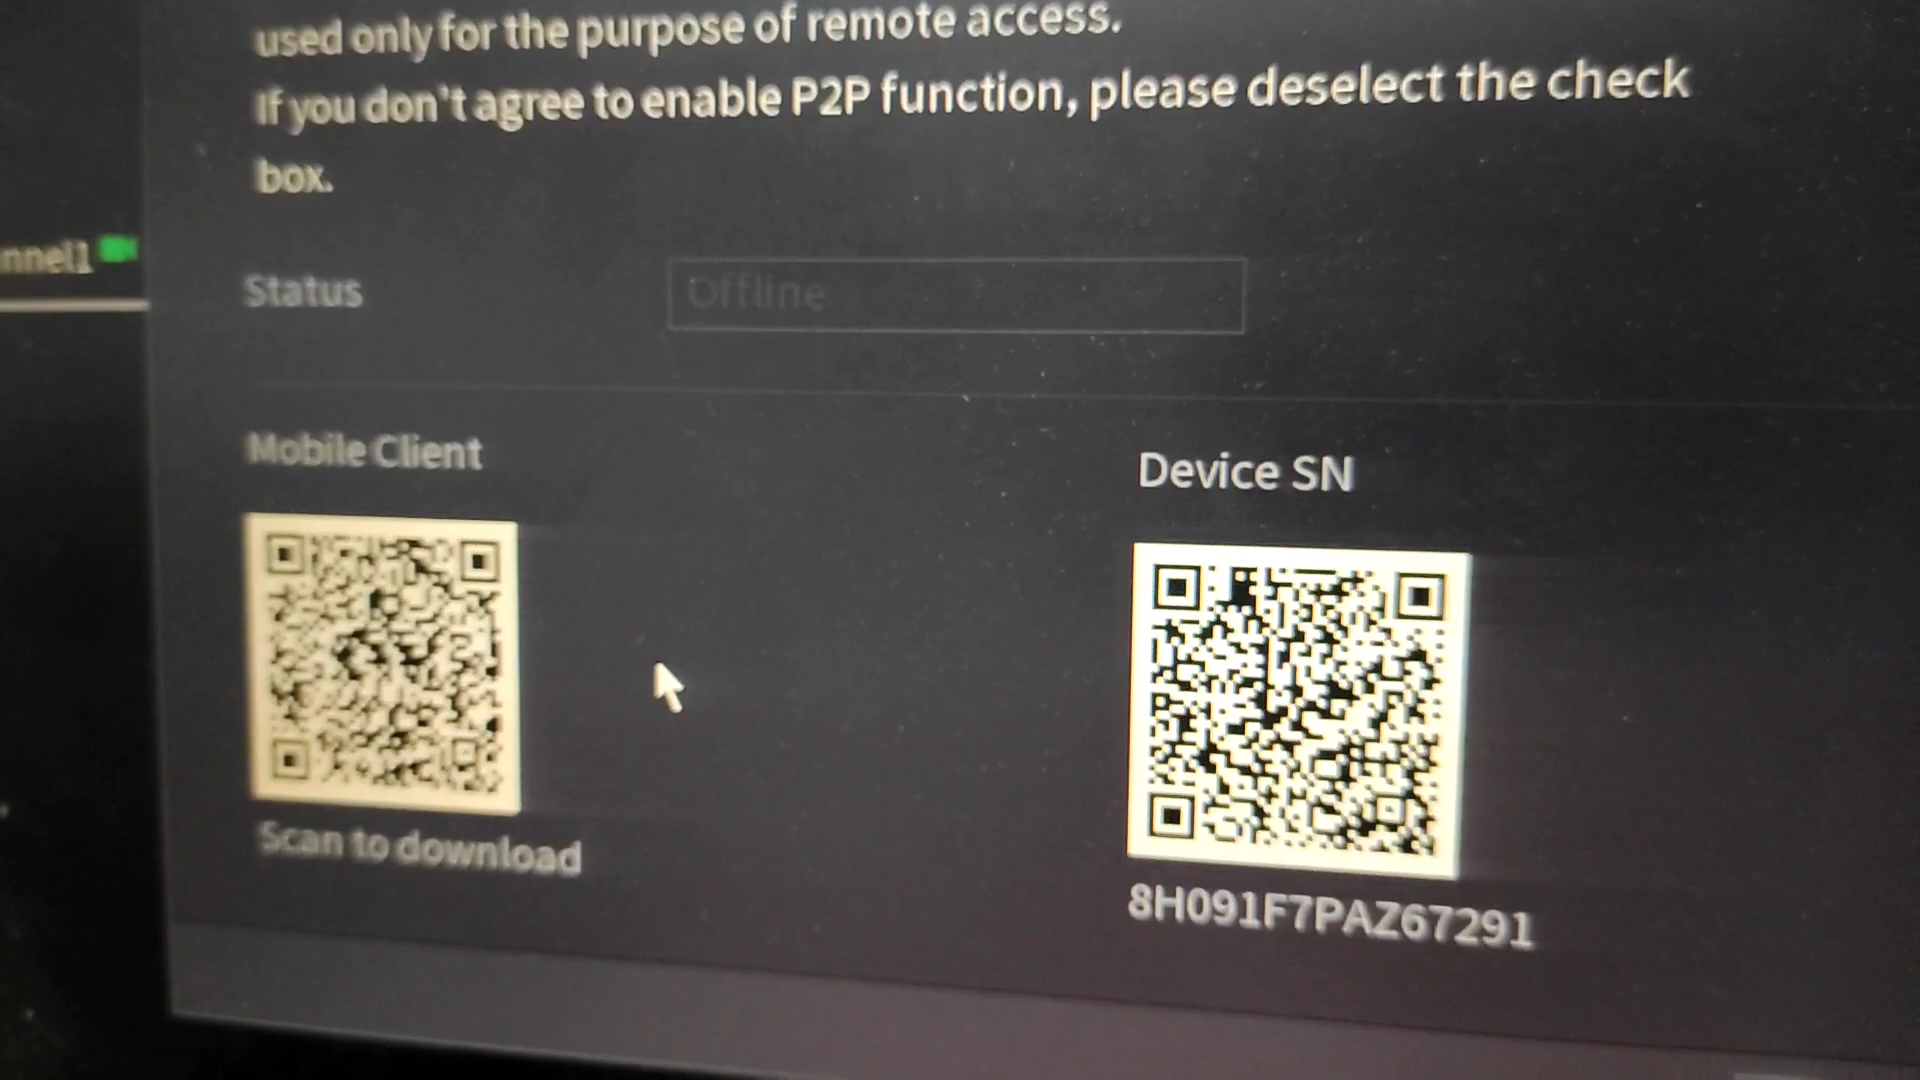 used only for the purpose of remote access.
If you don't agree to enable P2P function, please deselect the check
box.
nnel1
Status
Offline
Mobile Client
Device SN
Scan to download
8H091F7PAZ67291